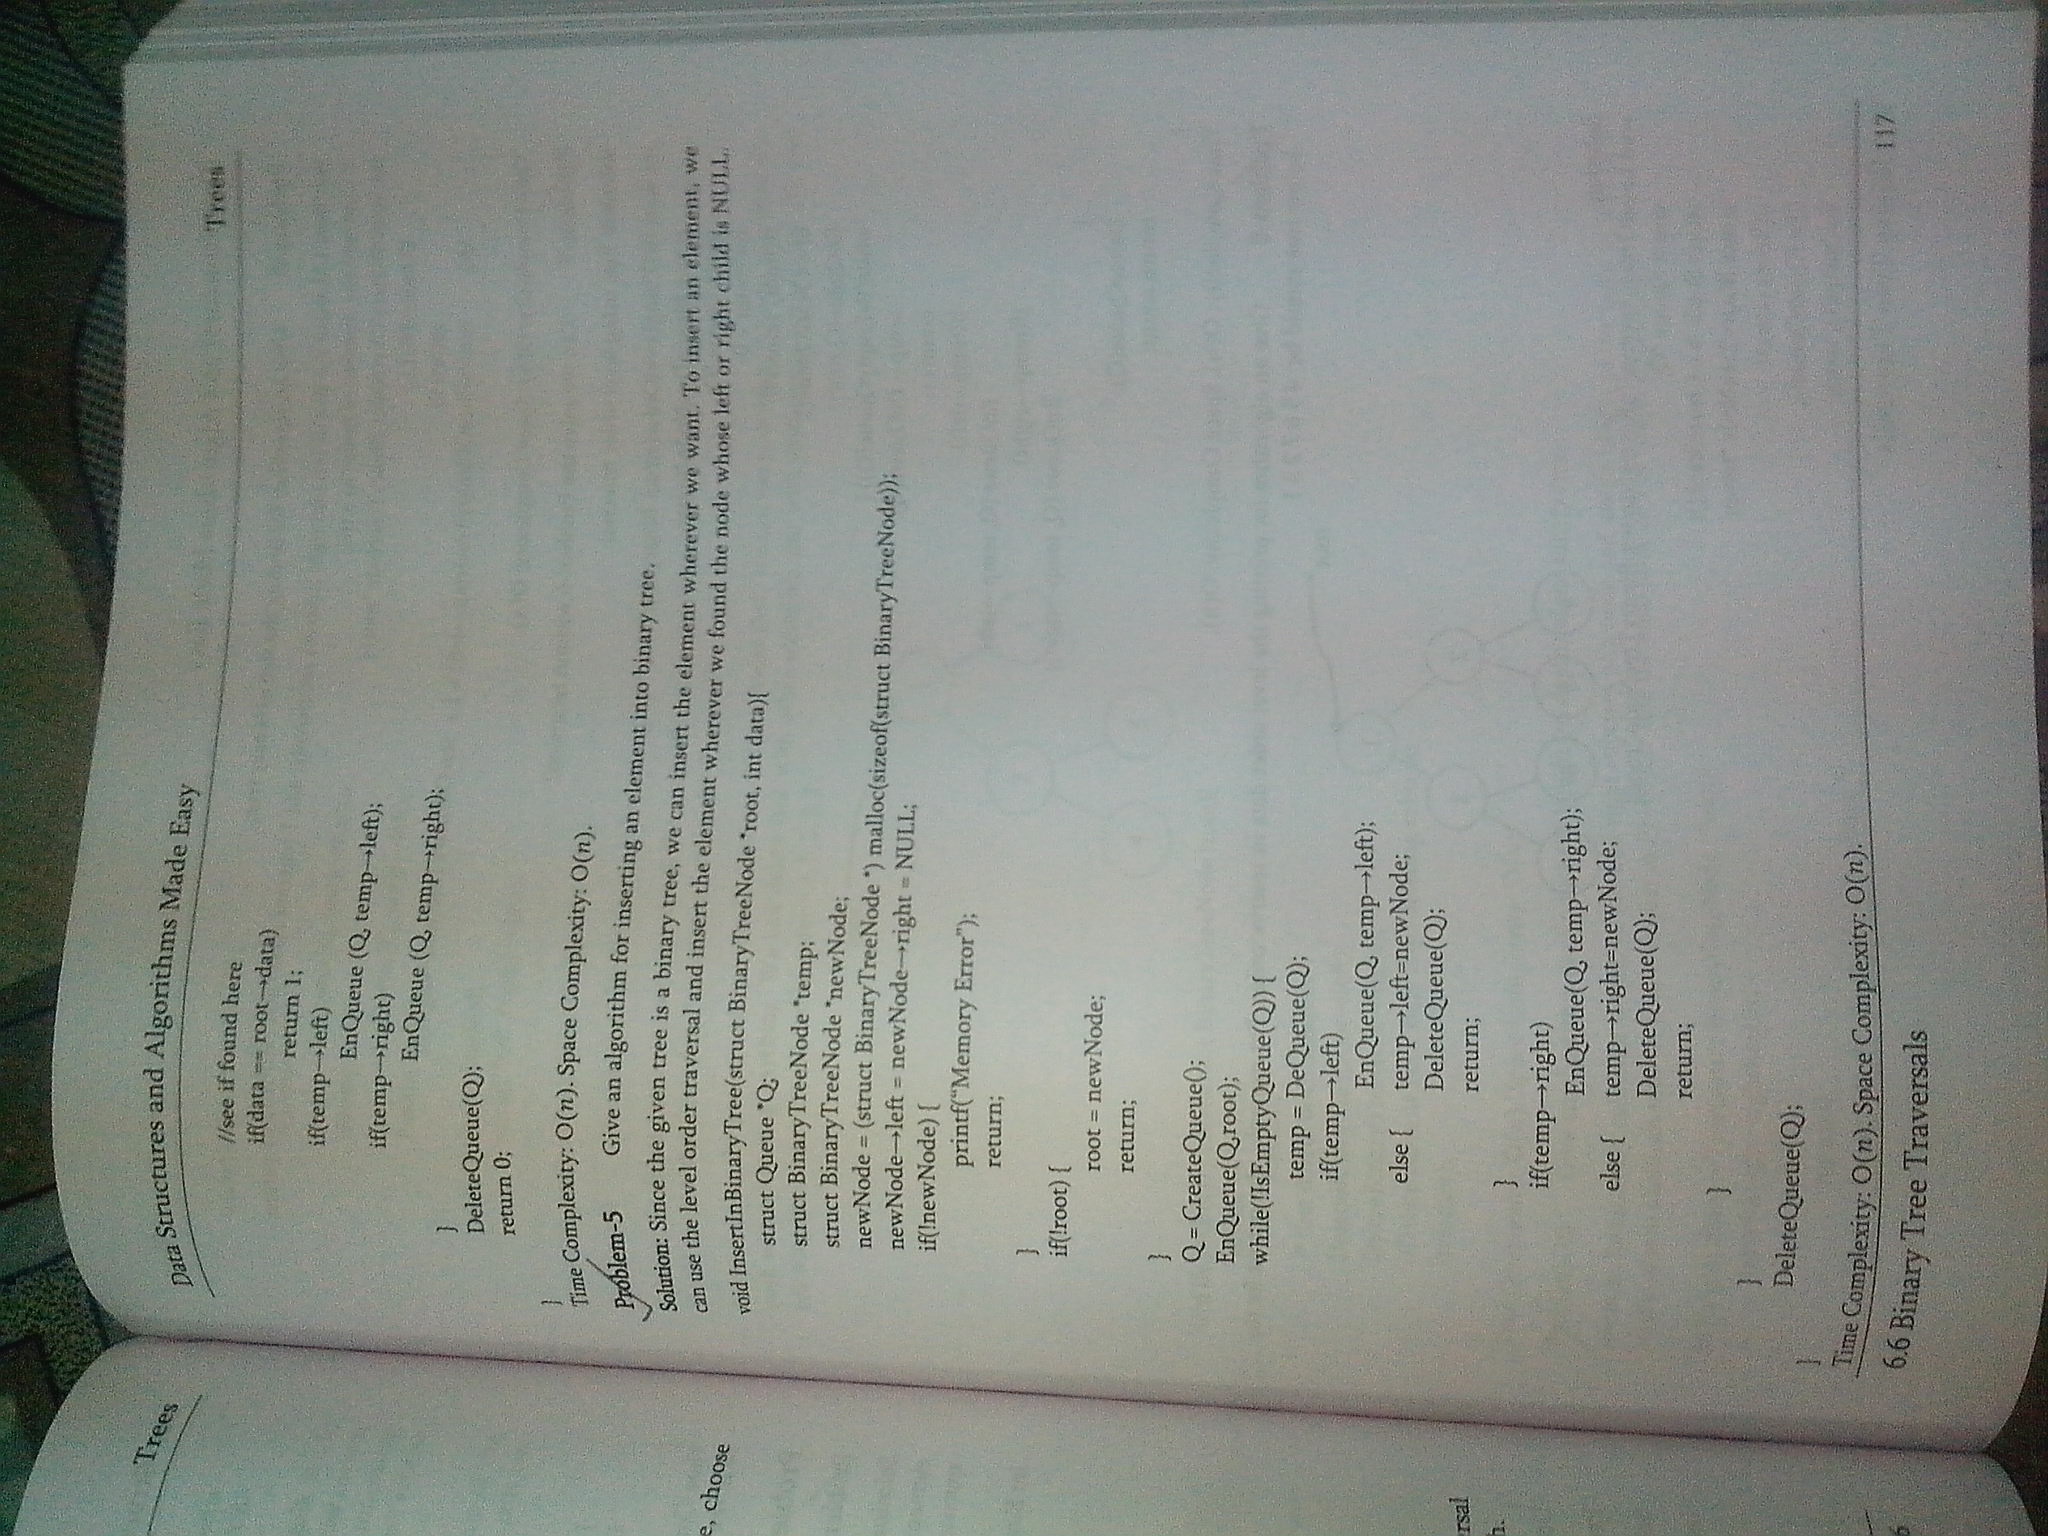 Trees
e, choose
rsal
h.
6
Data Structures and Algorithms Made Easy
Trees
//see if found here
if(data == root→data)
return 1;
if(temp→left)
EnQueue (Q, temp→left);
if(temp→right)
EnQueue (Q, temp→right);
}
DeleteQueue(Q);
return 0;
}
Time Complexity: O(n). Space Complexity: O(n).
Problem-5 Give an algorithm for inserting an element into binary tree.
Solution: Since the given tree is a binary tree, we can insert the element wherever we want. To insert an element, we
can use the level order traversal and insert the element wherever we found the node whose left or right child is NULL.
void InsertInBinaryTree(struct BinaryTreeNode *root, int data){
struct Queue *Q;
struct BinaryTreeNode *temp;
struct BinaryTreeNode *newNode;
newNode = (struct BinaryTreeNode *) malloc(sizeof(struct BinaryTreeNode));
newNode→left = newNode→right = NULL;
if(!newNode) {
printf("Memory Error");
return;
}
if(!root) {
root = newNode;
return;
}
Q = CreateQueue();
EnQueue(Q,root);
while(!IsEmptyQueue(Q)) {
temp = DeQueue(Q);
if(temp→left)
EnQueue(Q, temp→left);
else { temp→left=newNode;
DeleteQueue(Q);
return;
}
if(temp→right)
EnQueue(Q, temp→right);
else { temp→right=newNode;
DeleteQueue(Q);
return;
}
}
DeleteQueue(Q);
}
Time Complexity: O(n). Space Complexity: O(n).
6.6 Binary Tree Traversals
117